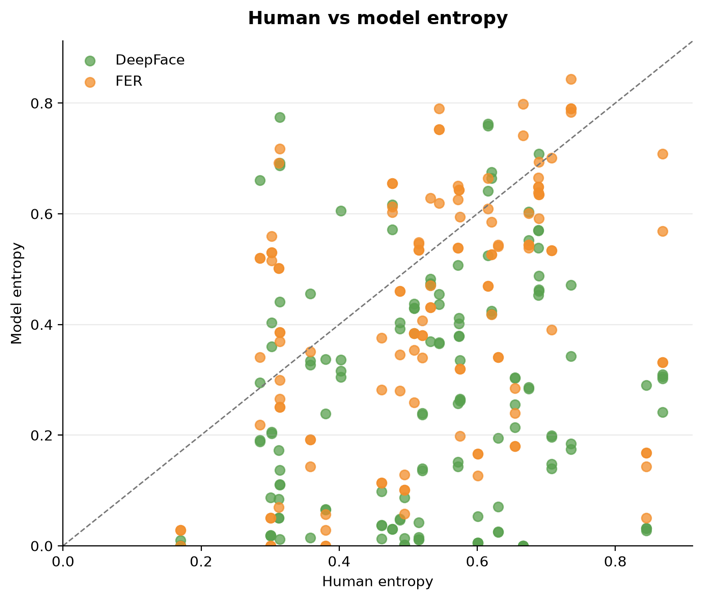 Human vs model entropy
DeepFace
FER
Model entropy
0.8
0.6
0.4
0.2
0.0
0.0 0.2 0.4 0.6 0.8
Human entropy